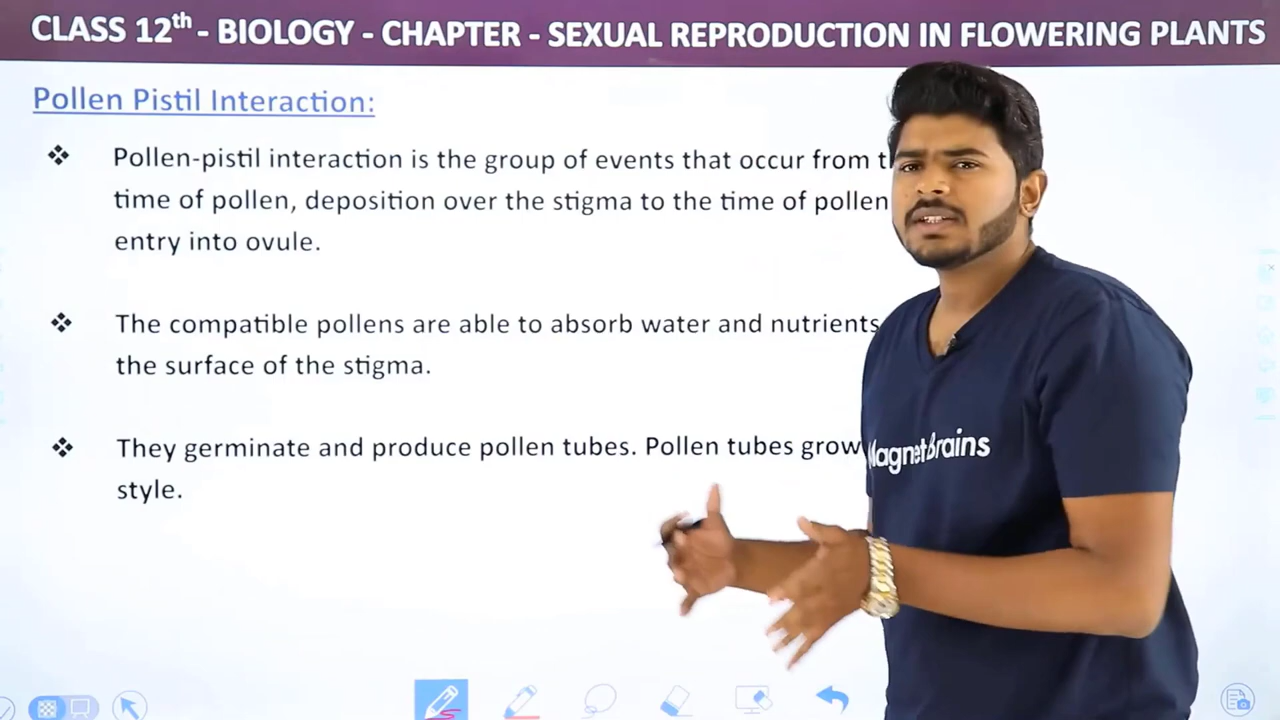 CLASS 12th - BIOLOGY - CHAPTER - SEXUAL REPRODUCTION IN FLOWERING PLANTS
Pollen Pistil Interaction:
❖ Pollen-pistil interaction is the group of events that occur from
time of pollen, deposition over the stigma to the time of pollen
entry into ovule.
❖ The compatible pollens are able to absorb water and nutrients
the surface of the stigma.
❖ They germinate and produce pollen tubes. Pollen tubes grow
style.
MagnetBrains